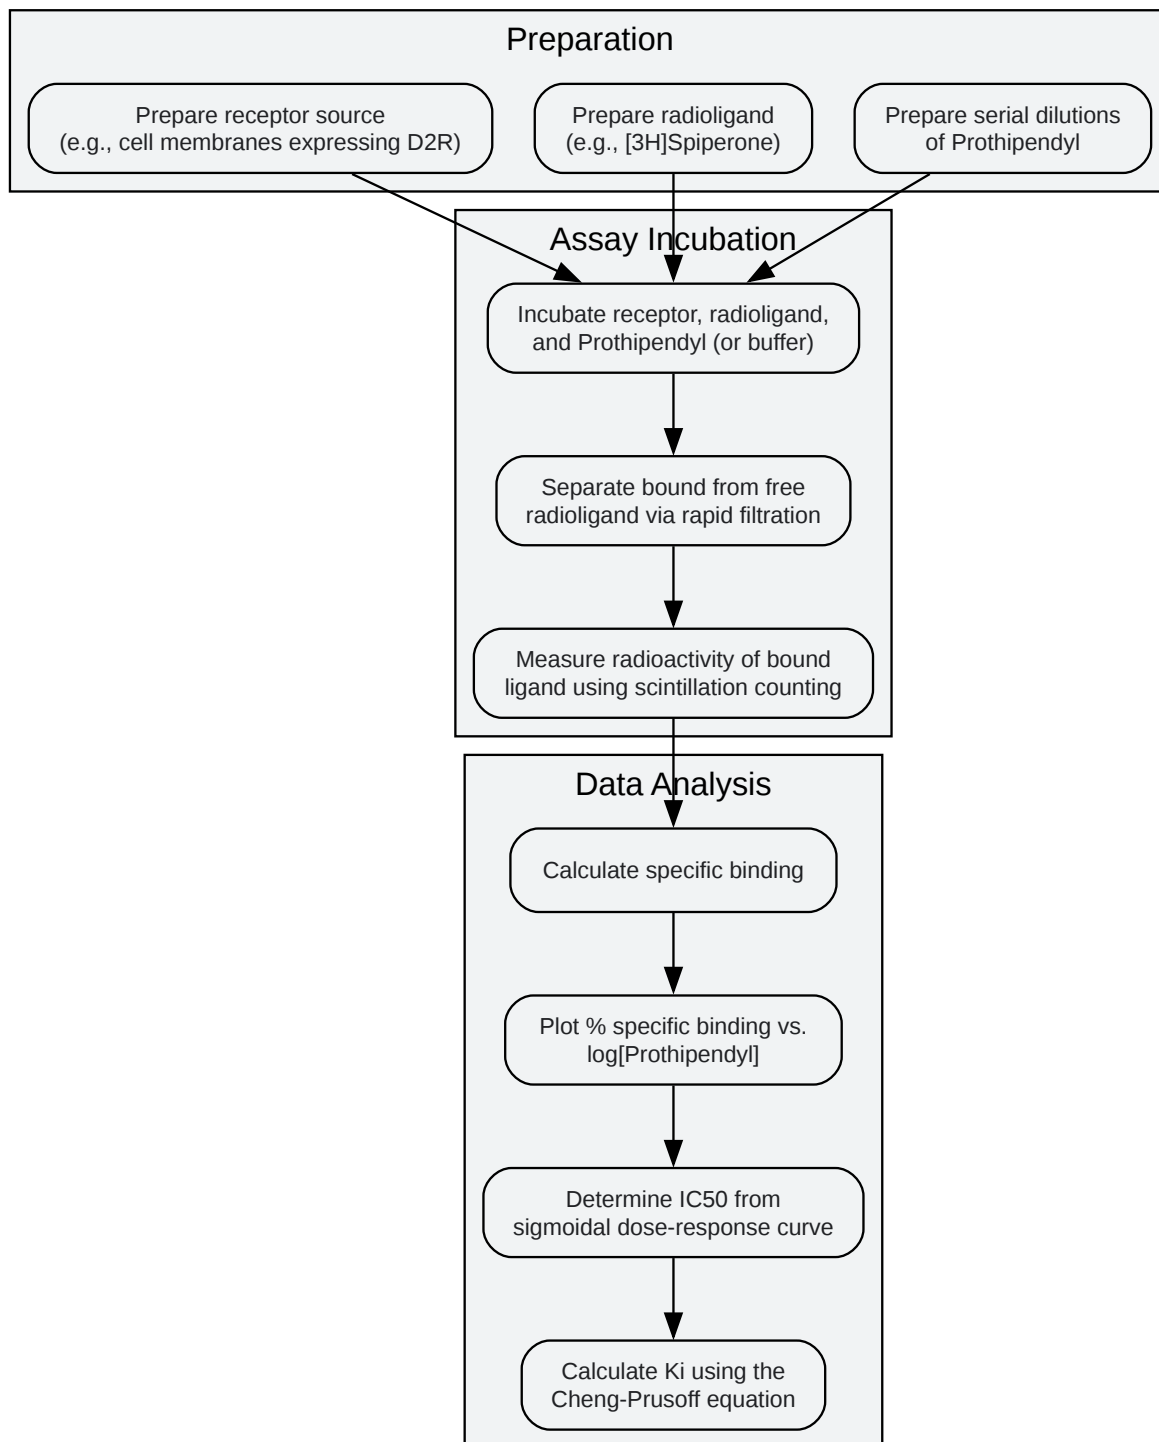 Preparation
Prepare receptor source
(e.g., cell membranes expressing D2R)
Prepare radioligand
(e.g., [3H]Spiperone)
Prepare serial dilutions
of Prothipendyl
Assay Incubation
Incubate receptor, radioligand,
and Prothipendyl (or buffer)
Separate bound from free
radioligand via rapid filtration
Measure radioactivity of bound
ligand using scintillation counting
Data Analysis
Calculate specific binding
Plot % specific binding vs.
log[Prothipendyl]
Determine IC50 from
sigmoidal dose-response curve
Calculate Ki using the
Cheng-Prusoff equation